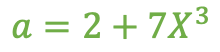 a = 2 + 7X³